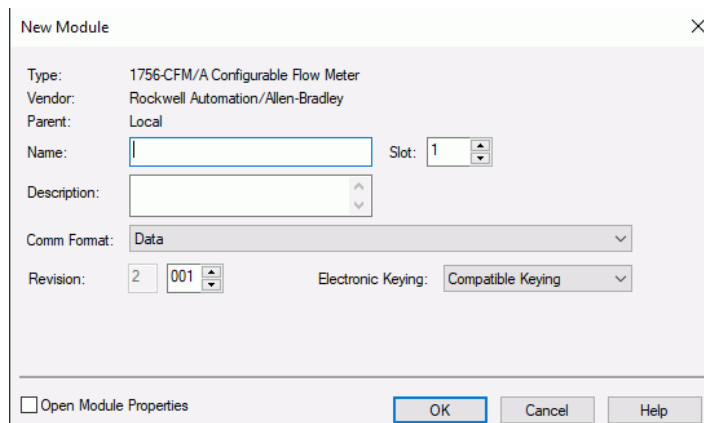 New Module
Type: 1756-CFM/A Configurable Flow Meter
Vendor: Rockwell Automation/Allen-Bradley
Parent: Local
Name: Slot: 1
Description:
Comm Format: Data
Revision: 2 001 Electronic Keying: Compatible Keying
Open Module Properties OK Cancel Help